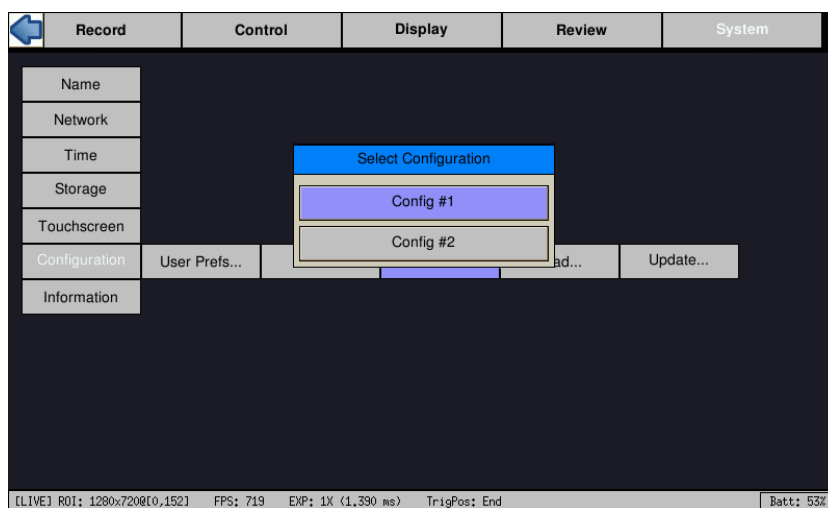 Record Control Display Review System
Name
Network
Time
Select Configuration
Storage
Config #1
Touchscreen
Config #2
Configuration User Prefs... ad... Update...
Information
[LIVE] ROI: 1280x720@[0,152] FPS: 719 EXP: 1X (1.390 ms) TrigPos: End Batt: 53%